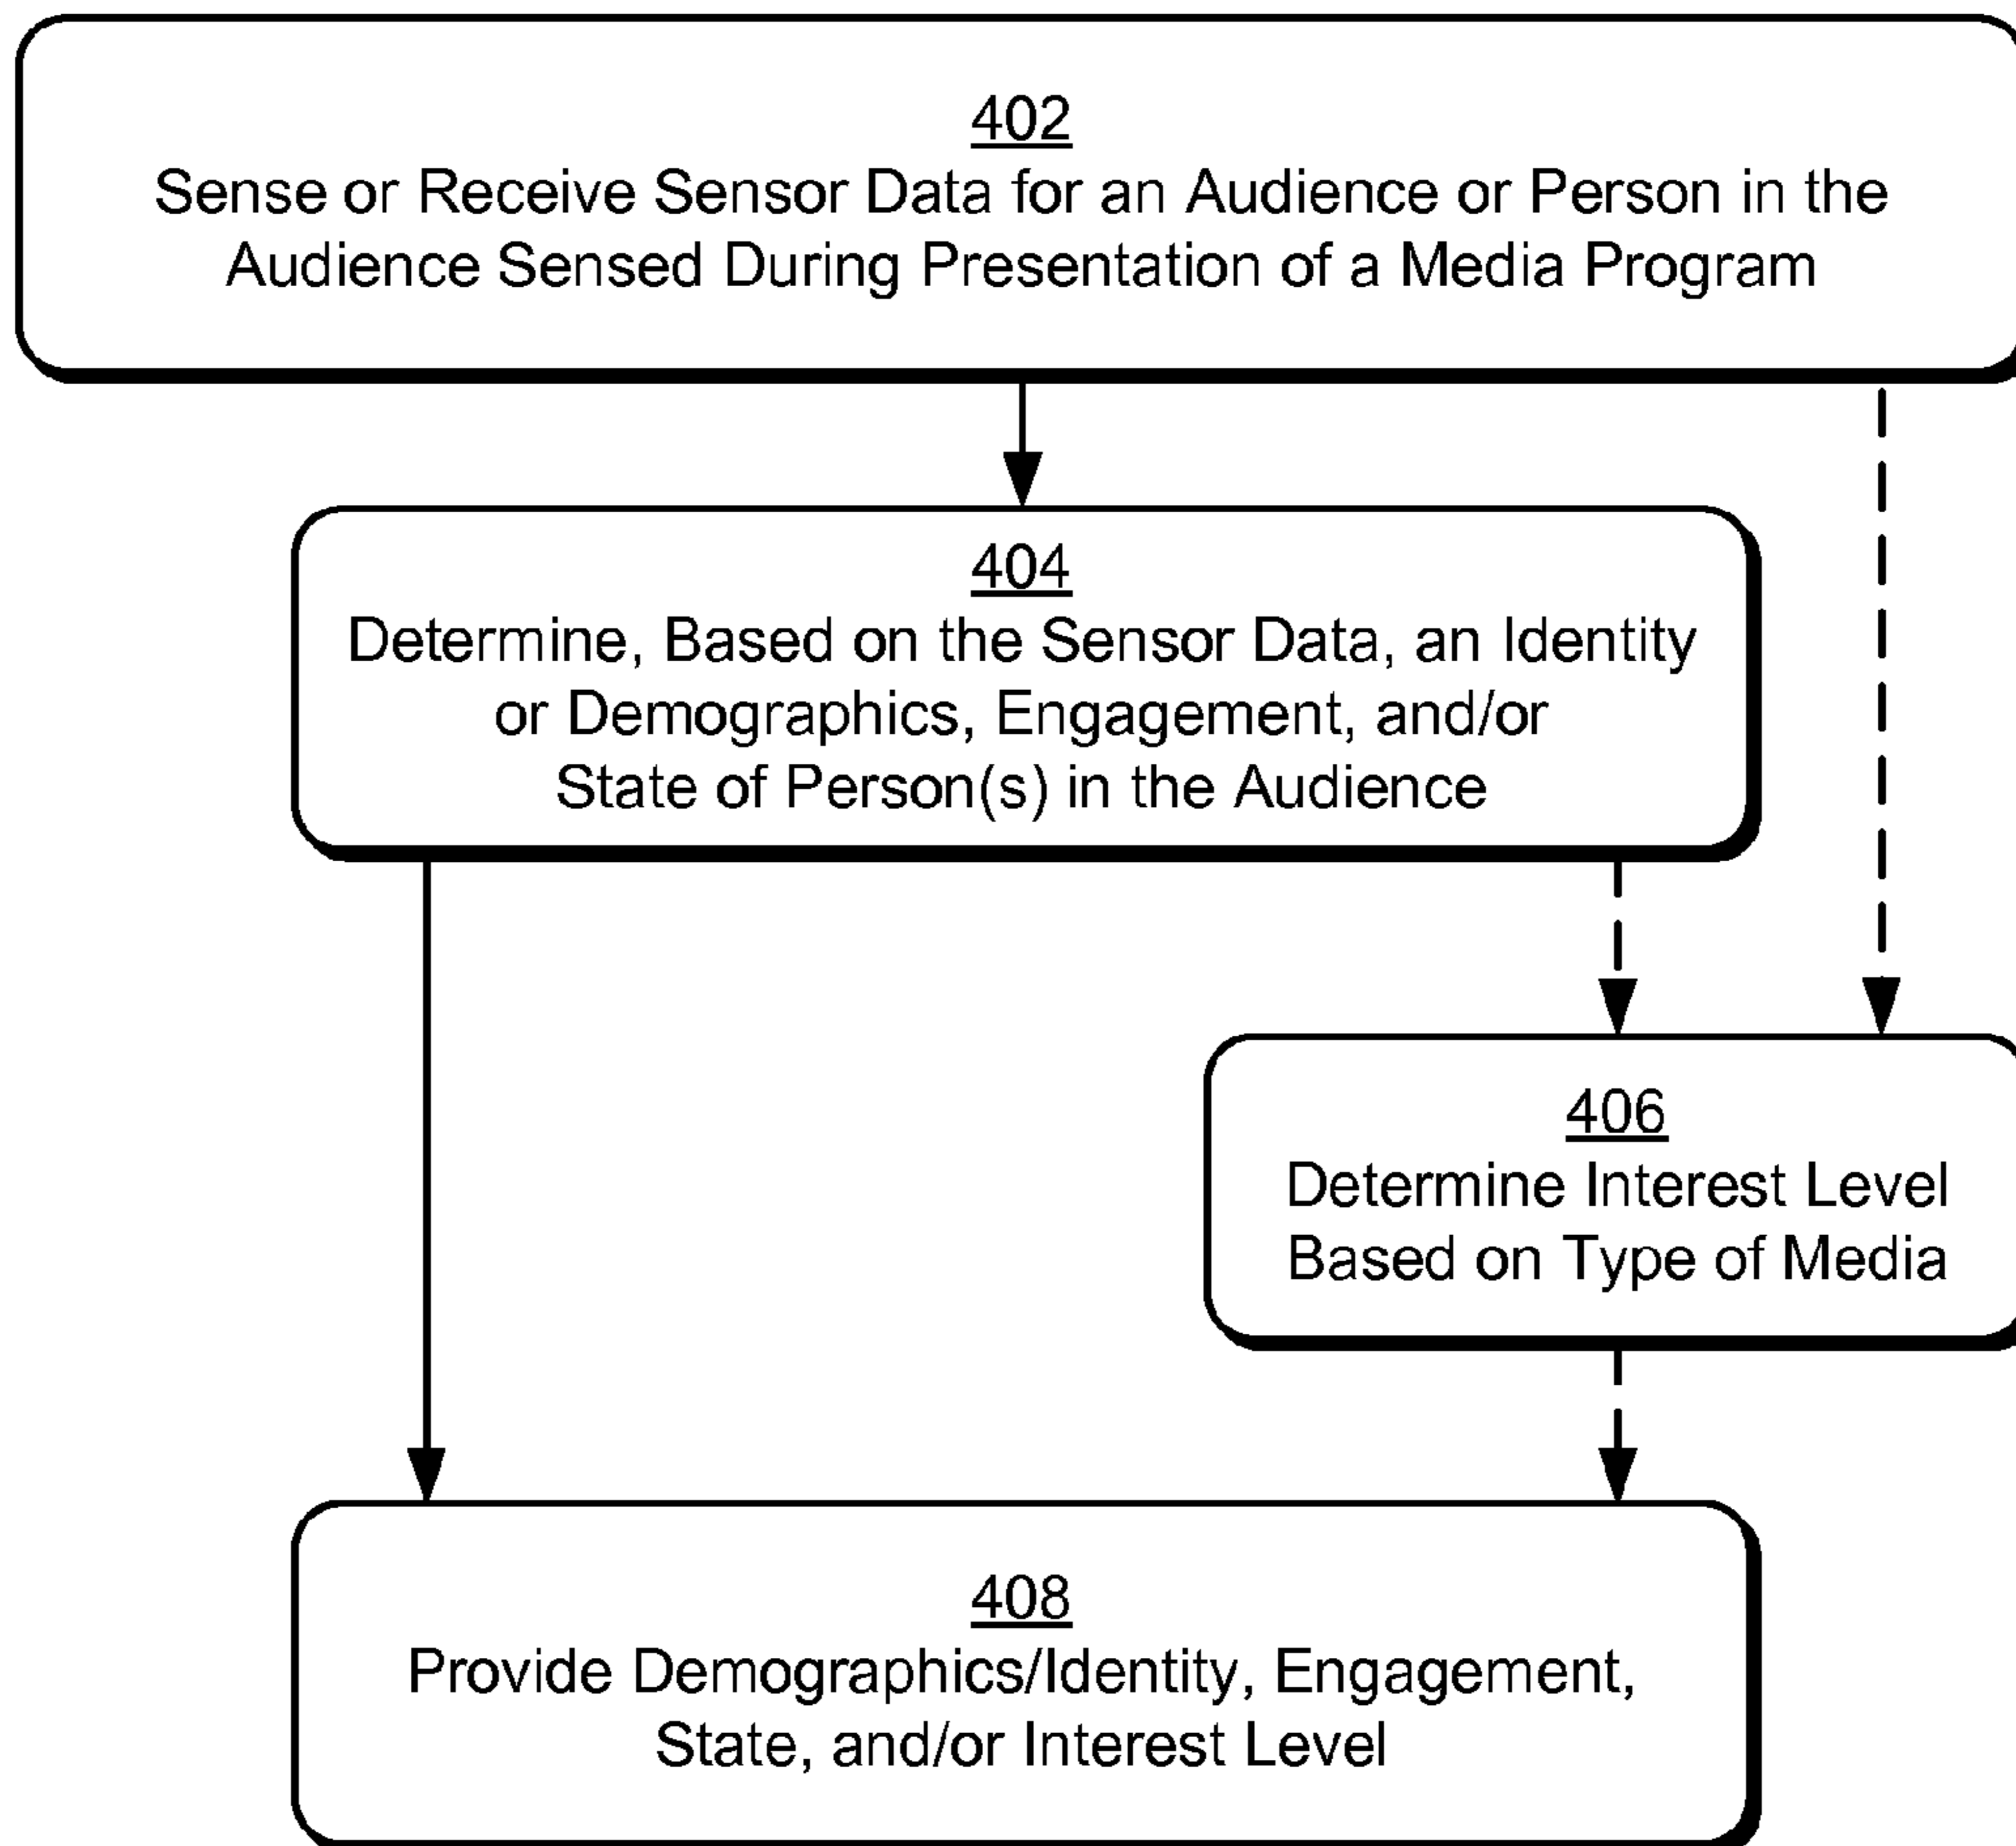 402
Sense or Receive Sensor Data for an Audience or Person in the
Audience Sensed During Presentation of a Media Program
404
Determine, Based on the Sensor Data, an Identity
or Demographics, Engagement, and/or
State of Person(s) in the Audience
406
Determine Interest Level
Based on Type of Media
408
Provide Demographics/Identity, Engagement,
State, and/or Interest Level